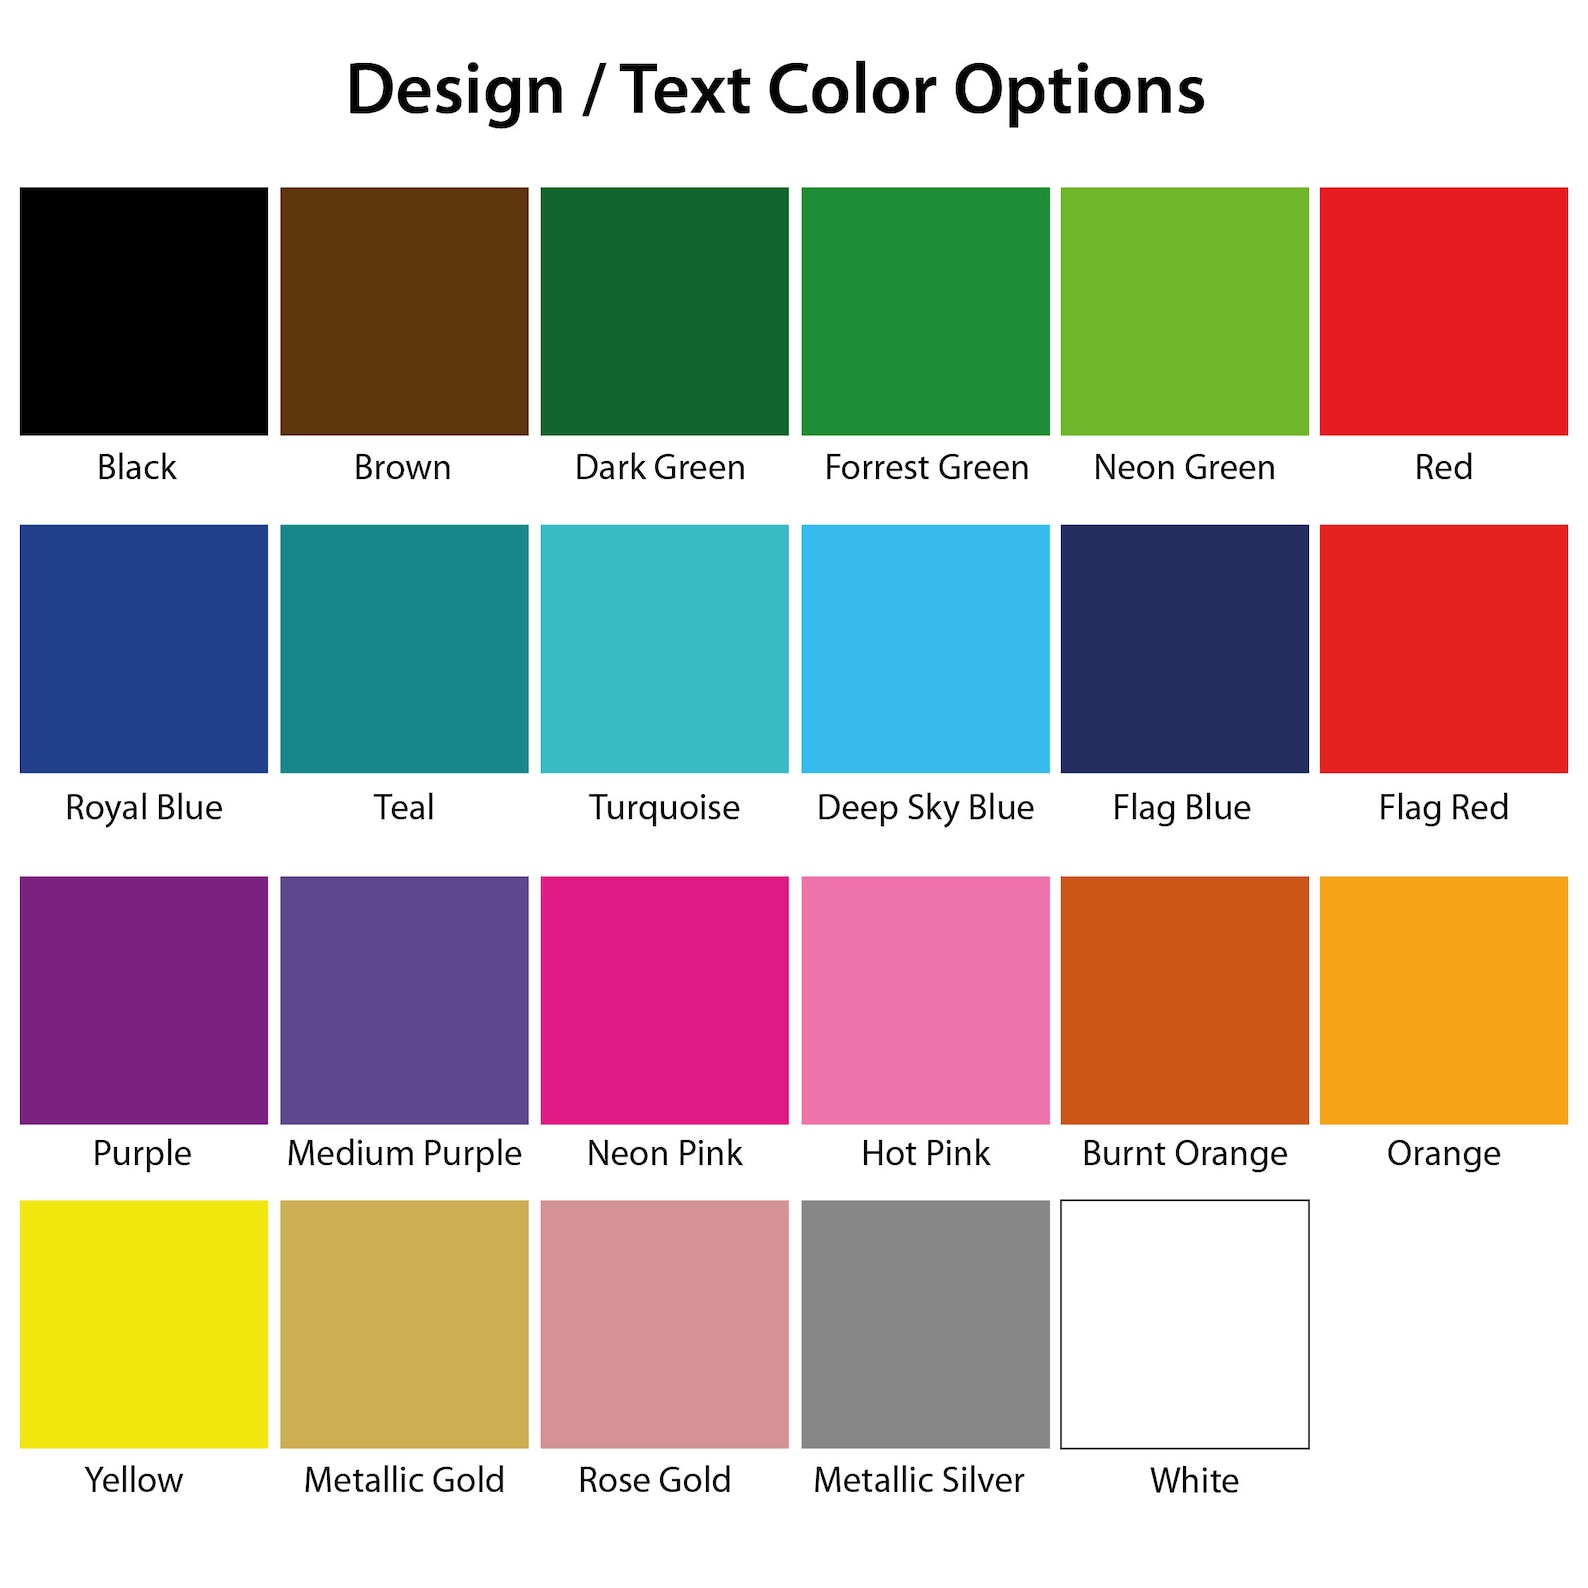 Design / Text Color Options
Black Brown Dark Green Forrest Green Neon Green Red
Royal Blue Teal Turquoise Deep Sky Blue Flag Blue Flag Red
Purple Medium Purple Neon Pink Hot Pink Burnt Orange Orange
Yellow Metallic Gold Rose Gold Metallic Silver White